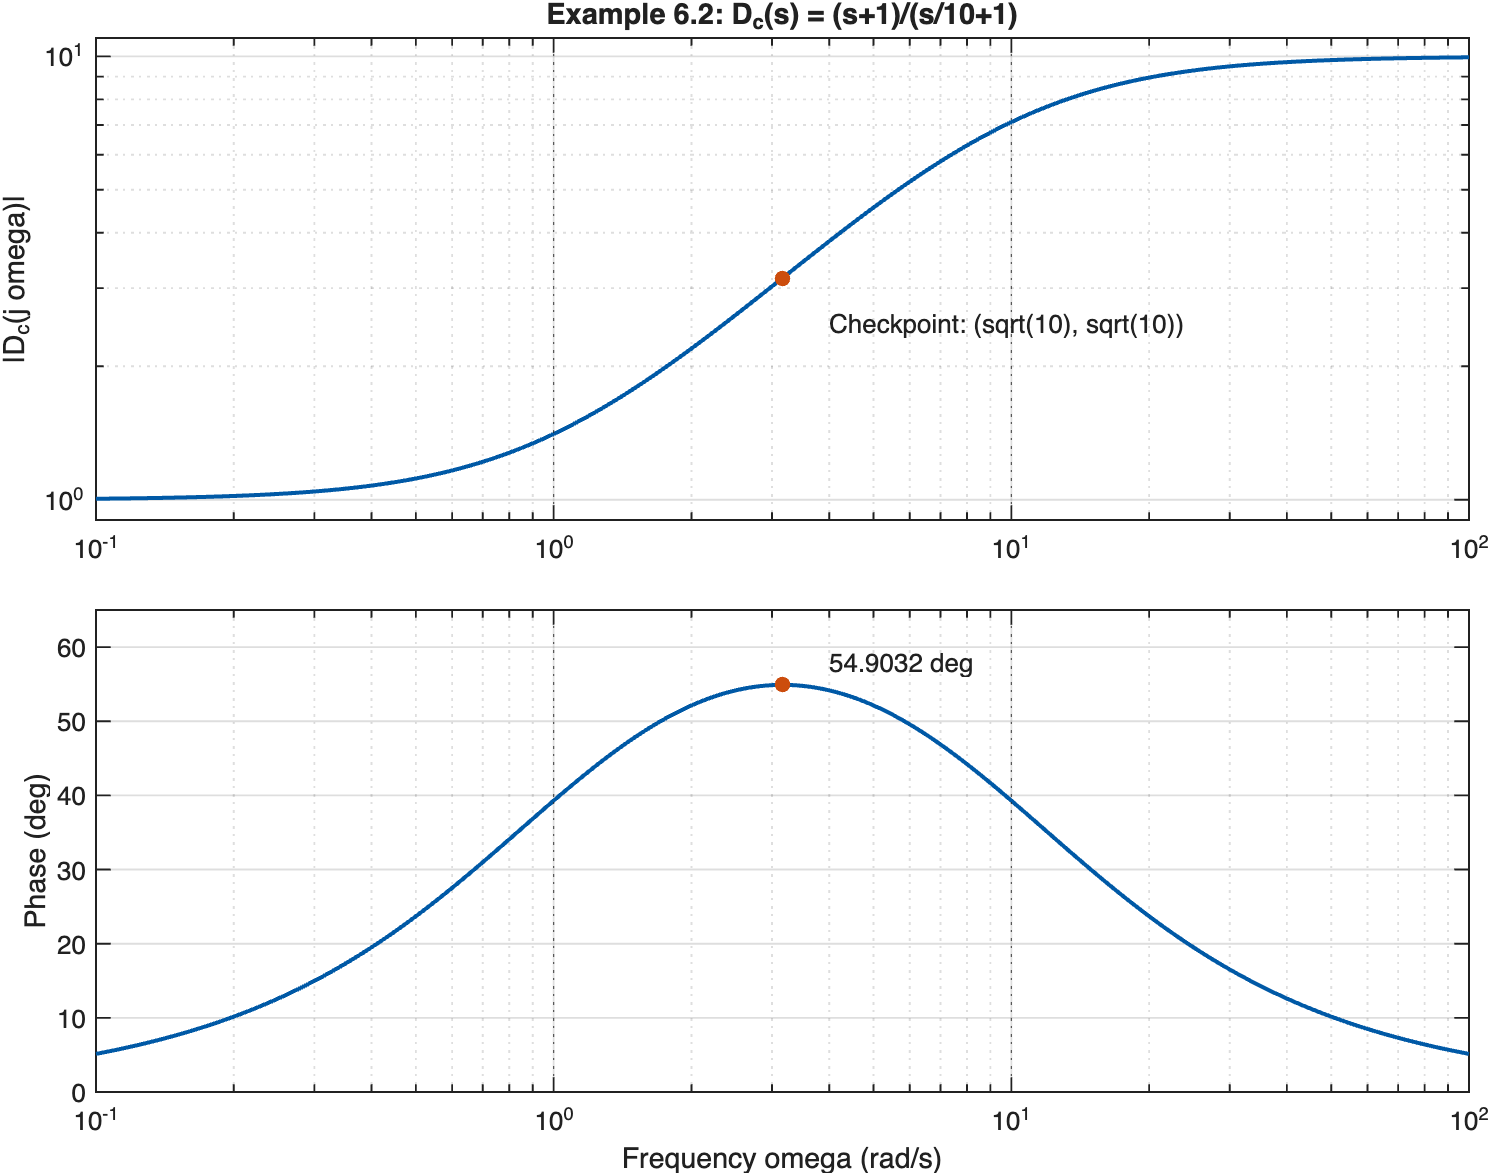 Example 6.2: D_c(s) = (s+1)/(s/10+1)
10^1
|D_c(j omega)|
Checkpoint: (sqrt(10), sqrt(10))
10^0
10^-1 10^0 10^1 10^2
60
54.9032 deg
50
40
Phase (deg)
30
20
10
0
10^-1 10^0 10^1 10^2
Frequency omega (rad/s)